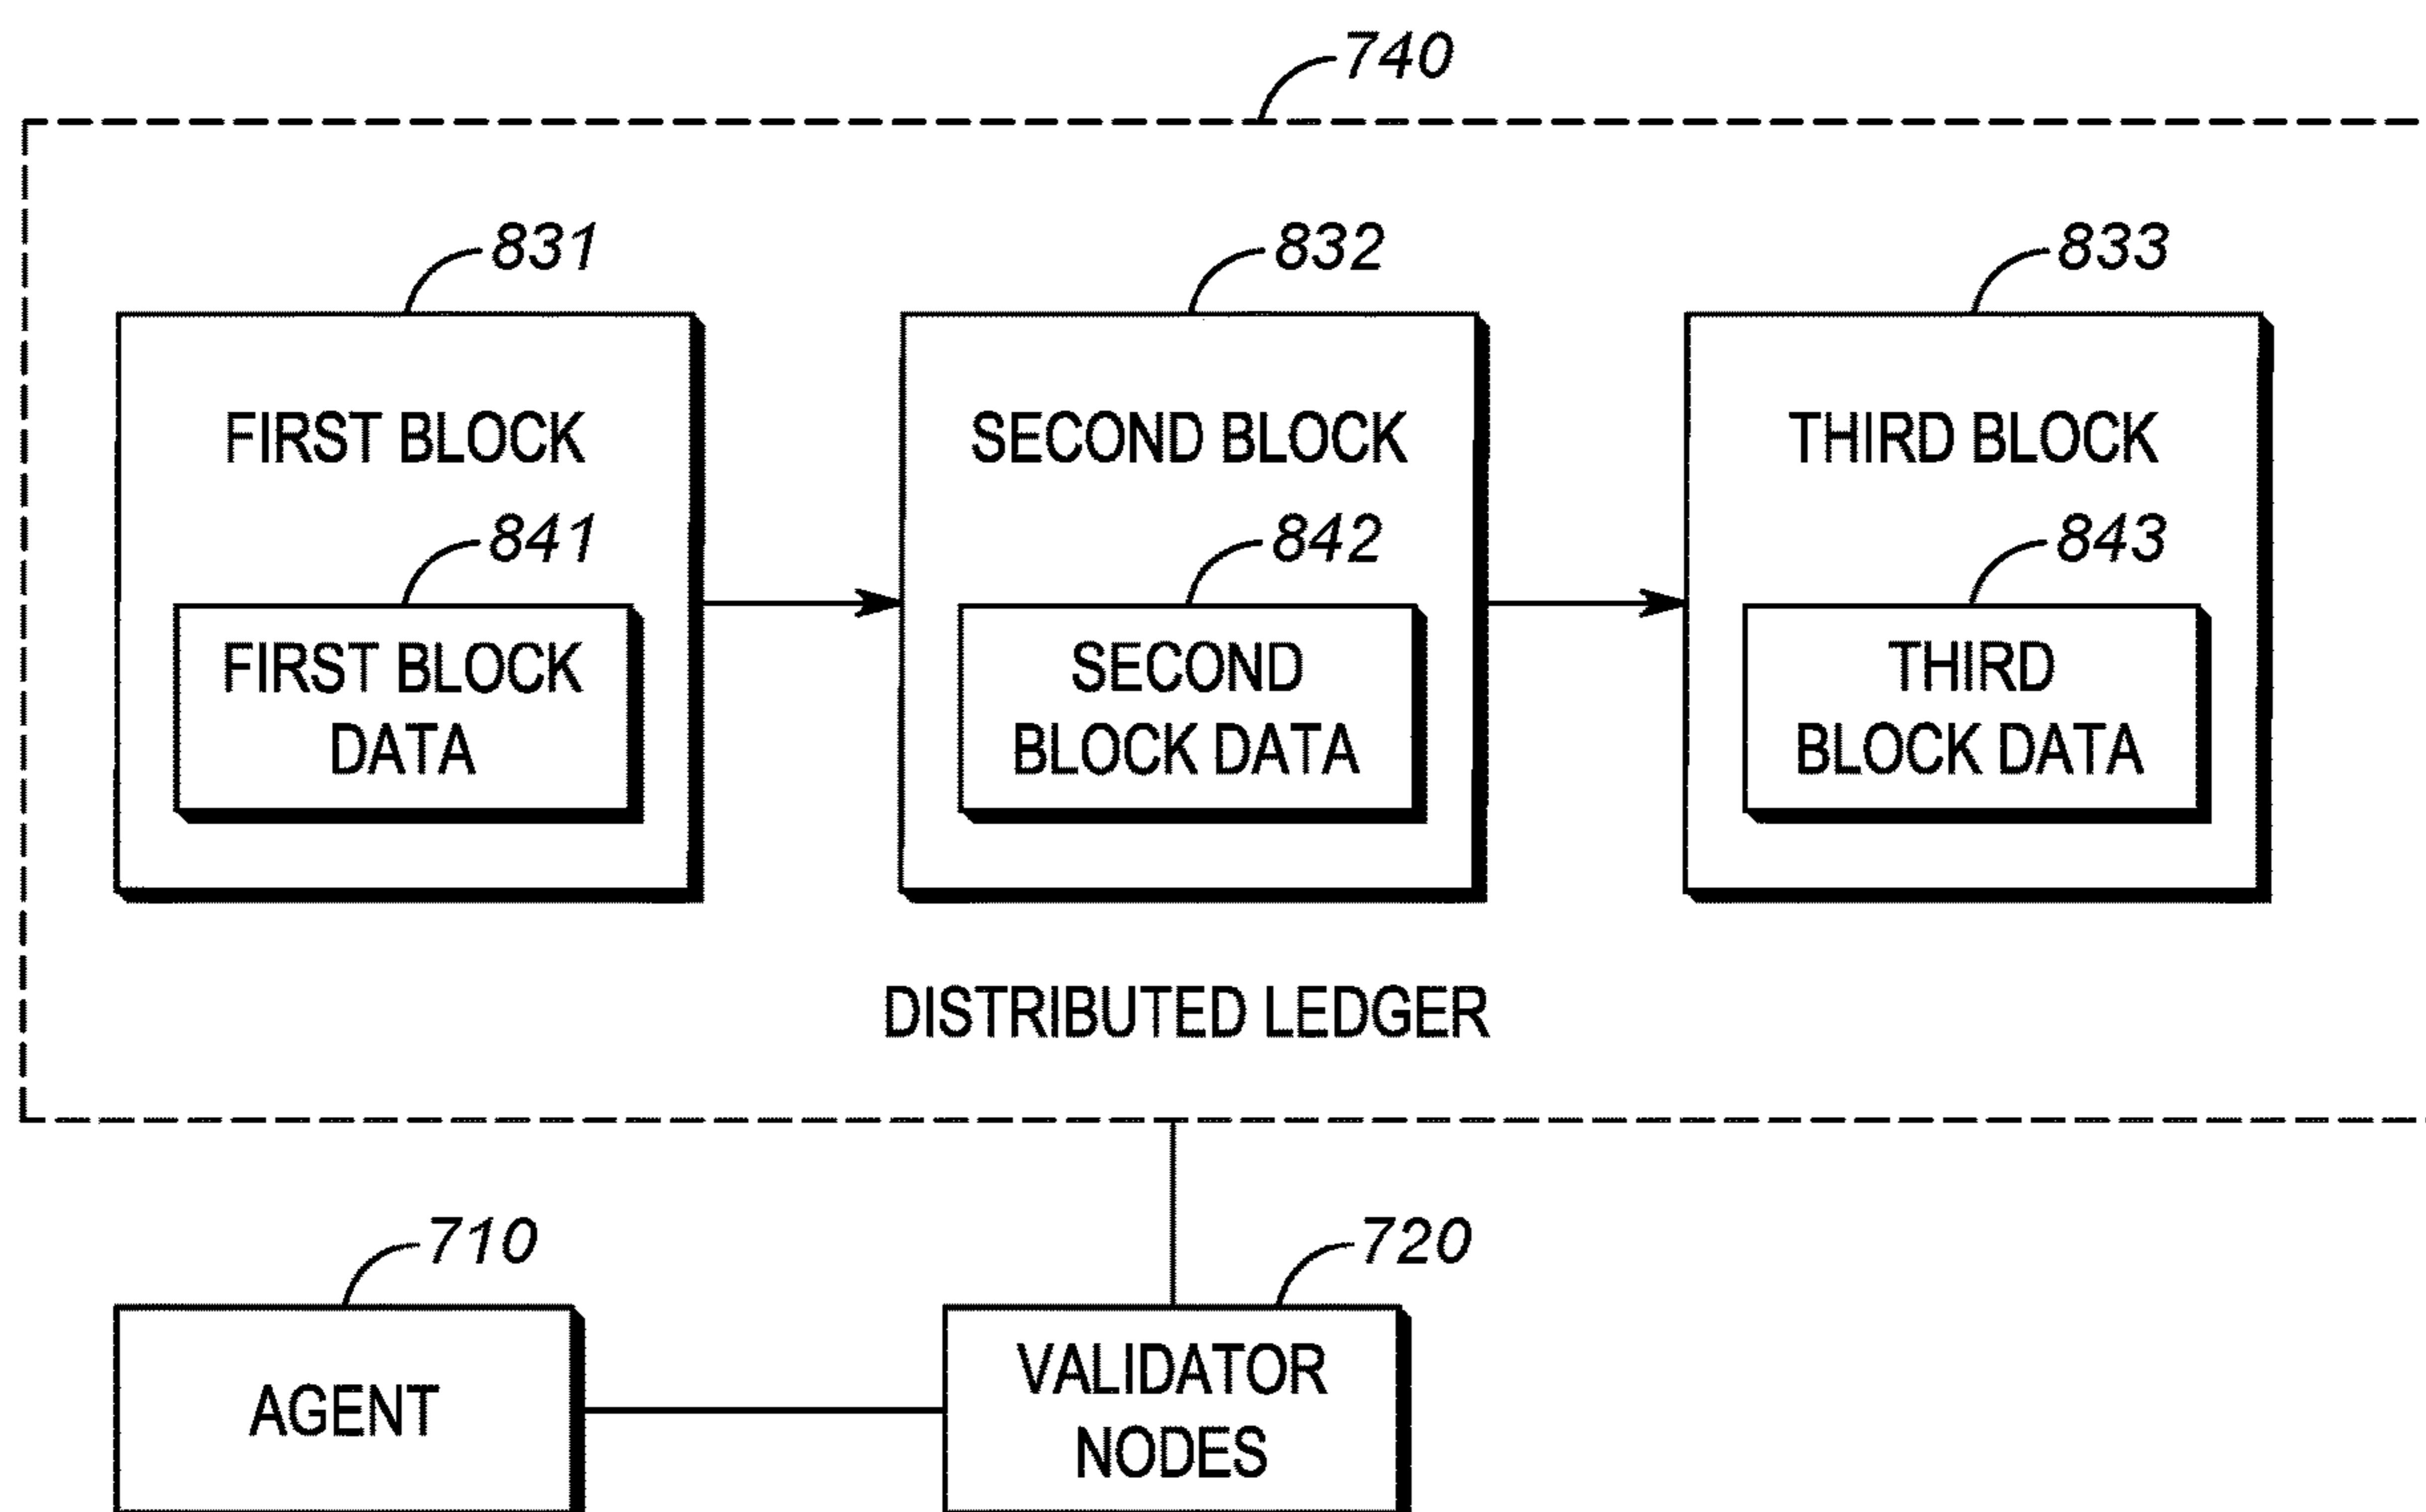 740
831
832
833
FIRST BLOCK
SECOND BLOCK
THIRD BLOCK
841
842
843
FIRST BLOCK
DATA
SECOND
BLOCK DATA
THIRD
BLOCK DATA
DISTRIBUTED LEDGER
710
720
AGENT
VALIDATOR
NODES